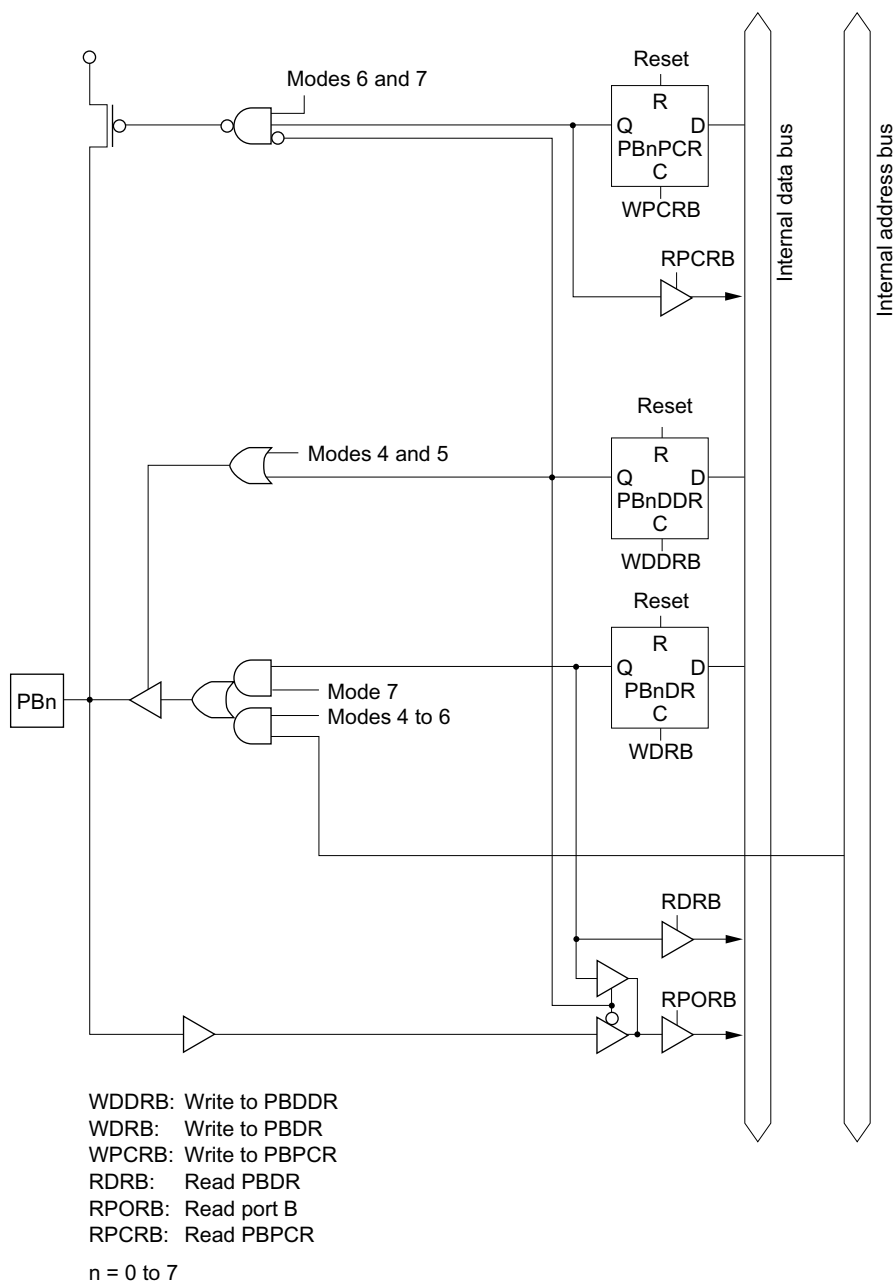 Reset
Modes 6 and 7
R
Q D
PBnPCR
C
WPCRB
RPCRB
Internal data bus
Internal address bus
Reset
Modes 4 and 5
R
Q D
PBnDDR
C
WDDRB
Reset
R
Q D
PBnDR
C
WDRB
PBn
Mode 7
Modes 4 to 6
RDRB
RPORB
WDDRB: Write to PBDDR
WDRB: Write to PBDR
WPCRB: Write to PBPCR
RDRB: Read PBDR
RPORB: Read port B
RPCRB: Read PBPCR
n = 0 to 7